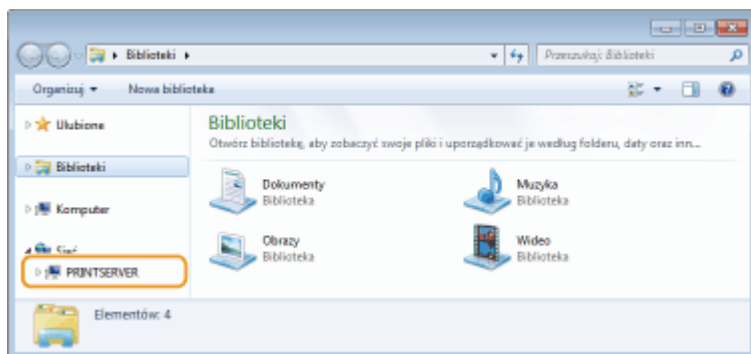 Biblioteki
Przeszukaj: Biblioteki
Organizuj Nowa biblioteka
Ulubione
Biblioteki
Komputer
Sieć
PRINTSERVER
Biblioteki
Otwórz bibliotekę, aby zobaczyć swoje pliki i uporządkować je według folderu, daty oraz inn...
Dokumenty
Biblioteka
Muzyka
Biblioteka
Obrazy
Biblioteka
Wideo
Biblioteka
Elementów: 4